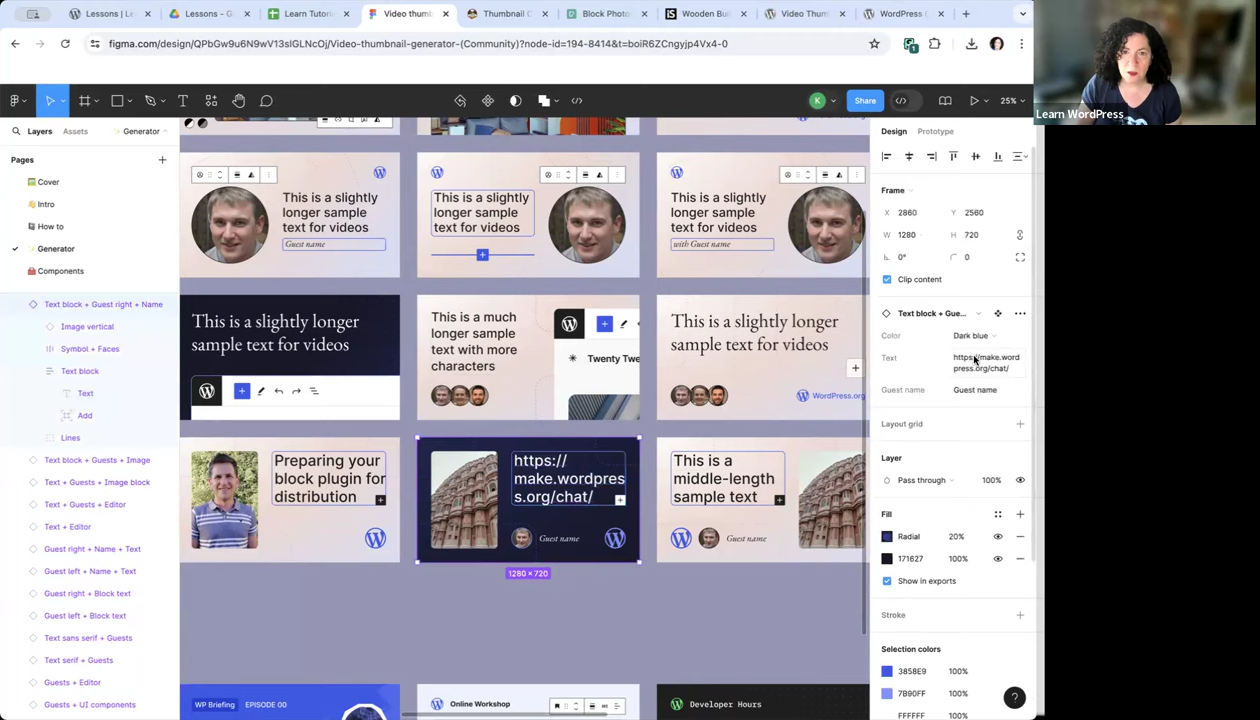 Lessons | L
Lessons - G
Learn Tutori
Video thumb
Thumbnail C
Block Photo
Wooden Bui
Video Thum
WordPress (
figma.com/design/QPbGw9u6N9wV13slGLNcOj/Video-thumbnail-generator-(Community)?node-id=194-8414&t=boiR6ZCngyjp4Vx4-0
Learn WordPress
K
Share
25%
Layers
Assets
Generator
Pages
Cover
Intro
How to
Generator
Components
Text block + Guest right + Name
Image vertical
Symbol + Faces
Text block
Text
Add
Lines
Text block + Guests + Image
Text + Guests + Image block
Text + Guests + Editor
Text + Editor
Guest right + Name + Text
Guest left + Name + Text
Guest right + Block text
Guest left + Block text
Text sans serif + Guests
Text serif + Guests
Guests + Editor
Guests + UI components
This is a slightly
longer sample
text for videos
Guest name
This is a slightly
longer sample
text for videos
This is a slightly
longer sample
text for videos
with Guest name
This is a slightly longer
sample text for videos
This is a much
longer sample
text with more
characters
Twenty Twe
This is a slightly longer
sample text for videos
WordPress.org
Preparing your
block plugin for
distribution
https://
make.wordpres
s.org/chat/
Guest name
This is a
middle-length
sample text
Guest name
1280 × 720
WP Briefing
EPISODE 00
Online Workshop
Developer Hours
Design
Prototype
Frame
X 2860
Y 2560
W 1280
H 720
0°
0
Clip content
Text block + Gue...
Color
Dark blue
Text
https://make.word
press.org/chat/
Guest name
Guest name
Layout grid
Layer
Pass through
100%
Fill
Radial
20%
171627
100%
Show in exports
Stroke
Selection colors
3858E9
100%
7B90FF
100%
FFFFFF
100%
?